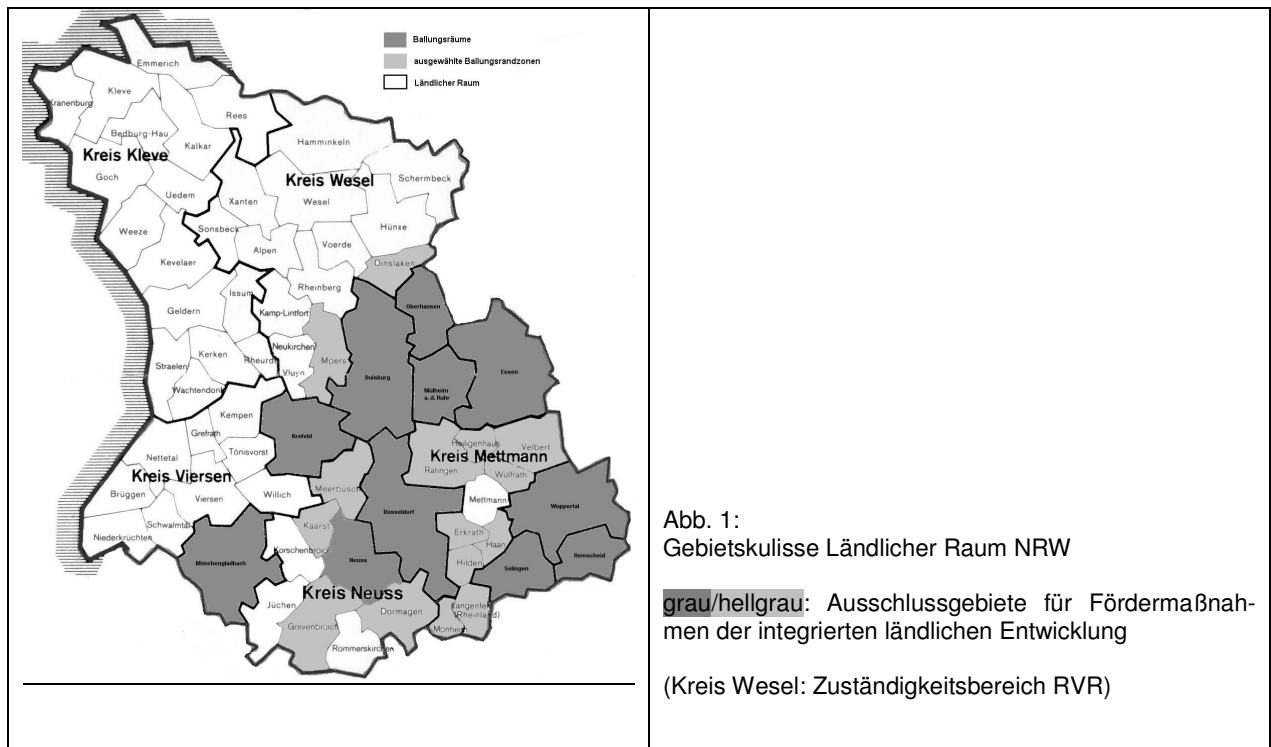 Ballungsräume
ausgewählte Ballungsrandzonen
Ländlicher Raum
Emmerich
Kleve
Kranenburg
Rees
Bedburg-Hau
Kalkar
Hamminkeln
Kreis Kleve
Goch
Kreis Wesel
Schermbeck
Uedem
Xanten
Wesel
Weeze
Sonsbeck
Hünxe
Alpen
Voerde
Kevelaer
Dinslaken
Issum
Rheinberg
Geldern
Kamp-Lintfort
Oberhausen
Kerken
Neukirchen
Straelen
Rheurdt
Vluyn
Moers
Duisburg
Essen
Wachtendonk
Mülheim
a. d. Ruhr
Kempen
Grefrath
Krefeld
Heiligenhaus
Velbert
Tönisvorst
Kreis Mettmann
Nettetal
Ratingen
Wülfrath
Kreis Viersen
Meerbusch
Brüggen
Viersen
Willich
Mettmann
Düsseldorf
Wuppertal
Schwalmtal
Kaarst
Niederkrüchten
Erkrath
Korschenbroich
Haan
Mönchengladbach
Neuss
Hilden
Solingen
Remscheid
Kreis Neuss
Jüchen
Dormagen
Langenfeld
(Rheinland)
Grevenbroich
Monheim
Rommerskirchen
Abb. 1:
Gebietskulisse Ländlicher Raum NRW
grau/hellgrau: Ausschlussgebiete für Fördermaßnah-
men der integrierten ländlichen Entwicklung
(Kreis Wesel: Zuständigkeitsbereich RVR)